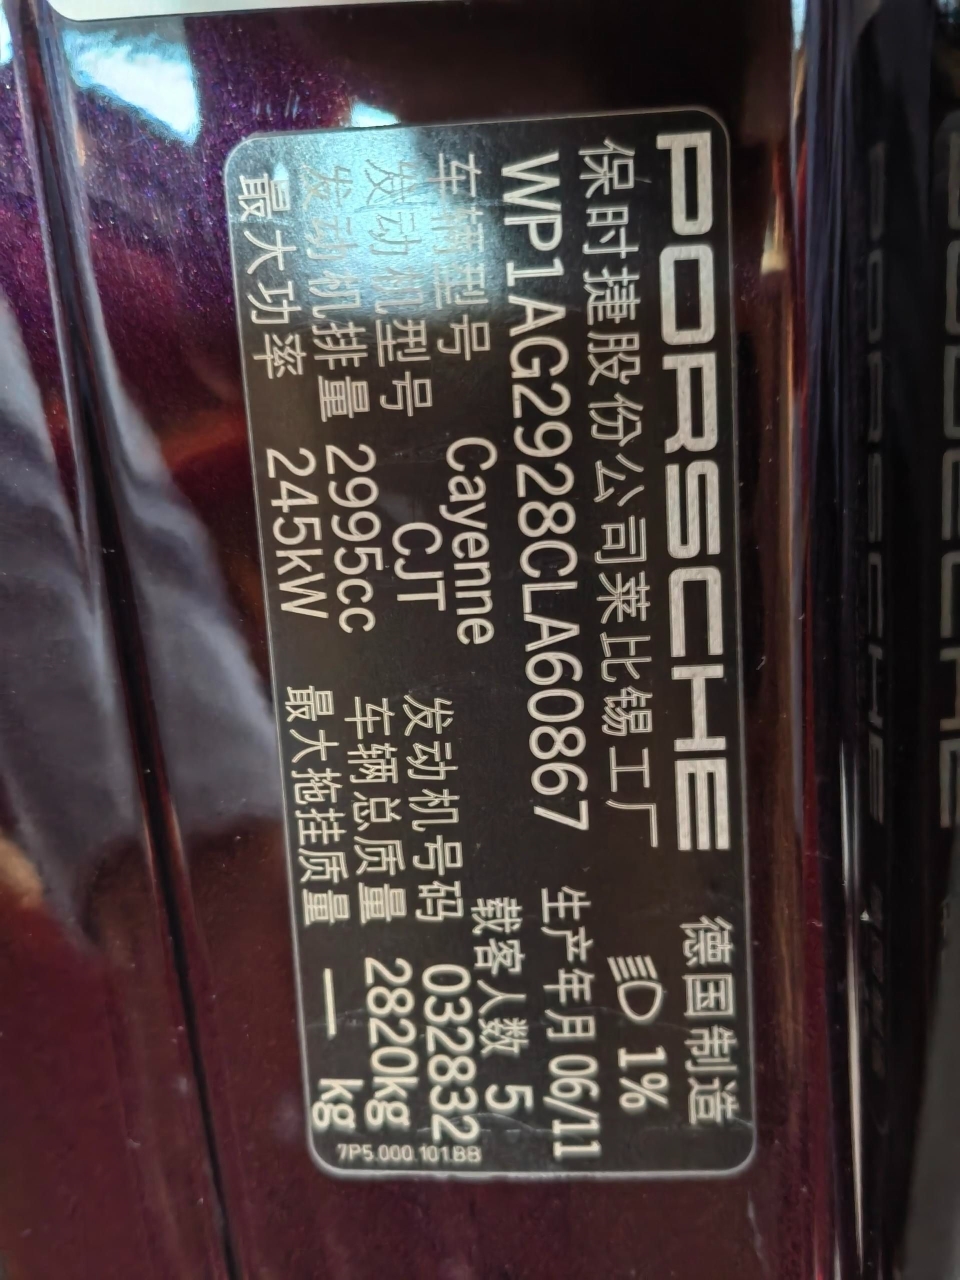 PORSCHE 德国制造
保时捷股份公司莱比锡工厂 1%
WP1AG2928CLA60867 生产年月 06/11
车辆型号 Cayenne 载客人数 5
发动机型号 CJT 发动机号码 032832
发动机排量 2995cc 车辆总质量 2820kg
最大功率 245kW 最大拖挂质量 — kg
7P5.000.101.BB